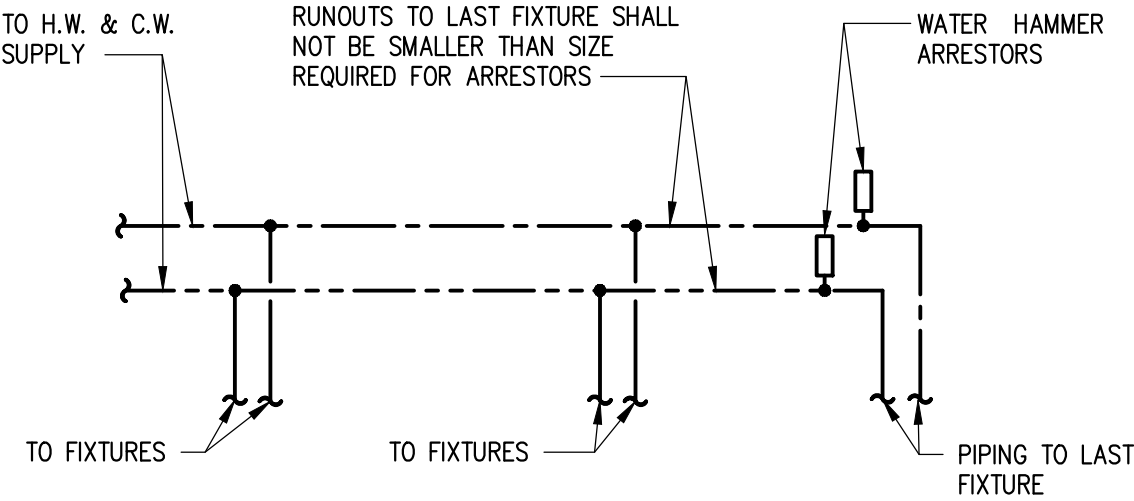 TO H.W. & C.W.
SUPPLY
RUNOUTS TO LAST FIXTURE SHALL
NOT BE SMALLER THAN SIZE
REQUIRED FOR ARRESTORS
WATER HAMMER
ARRESTORS
TO FIXTURES
TO FIXTURES
PIPING TO LAST
FIXTURE